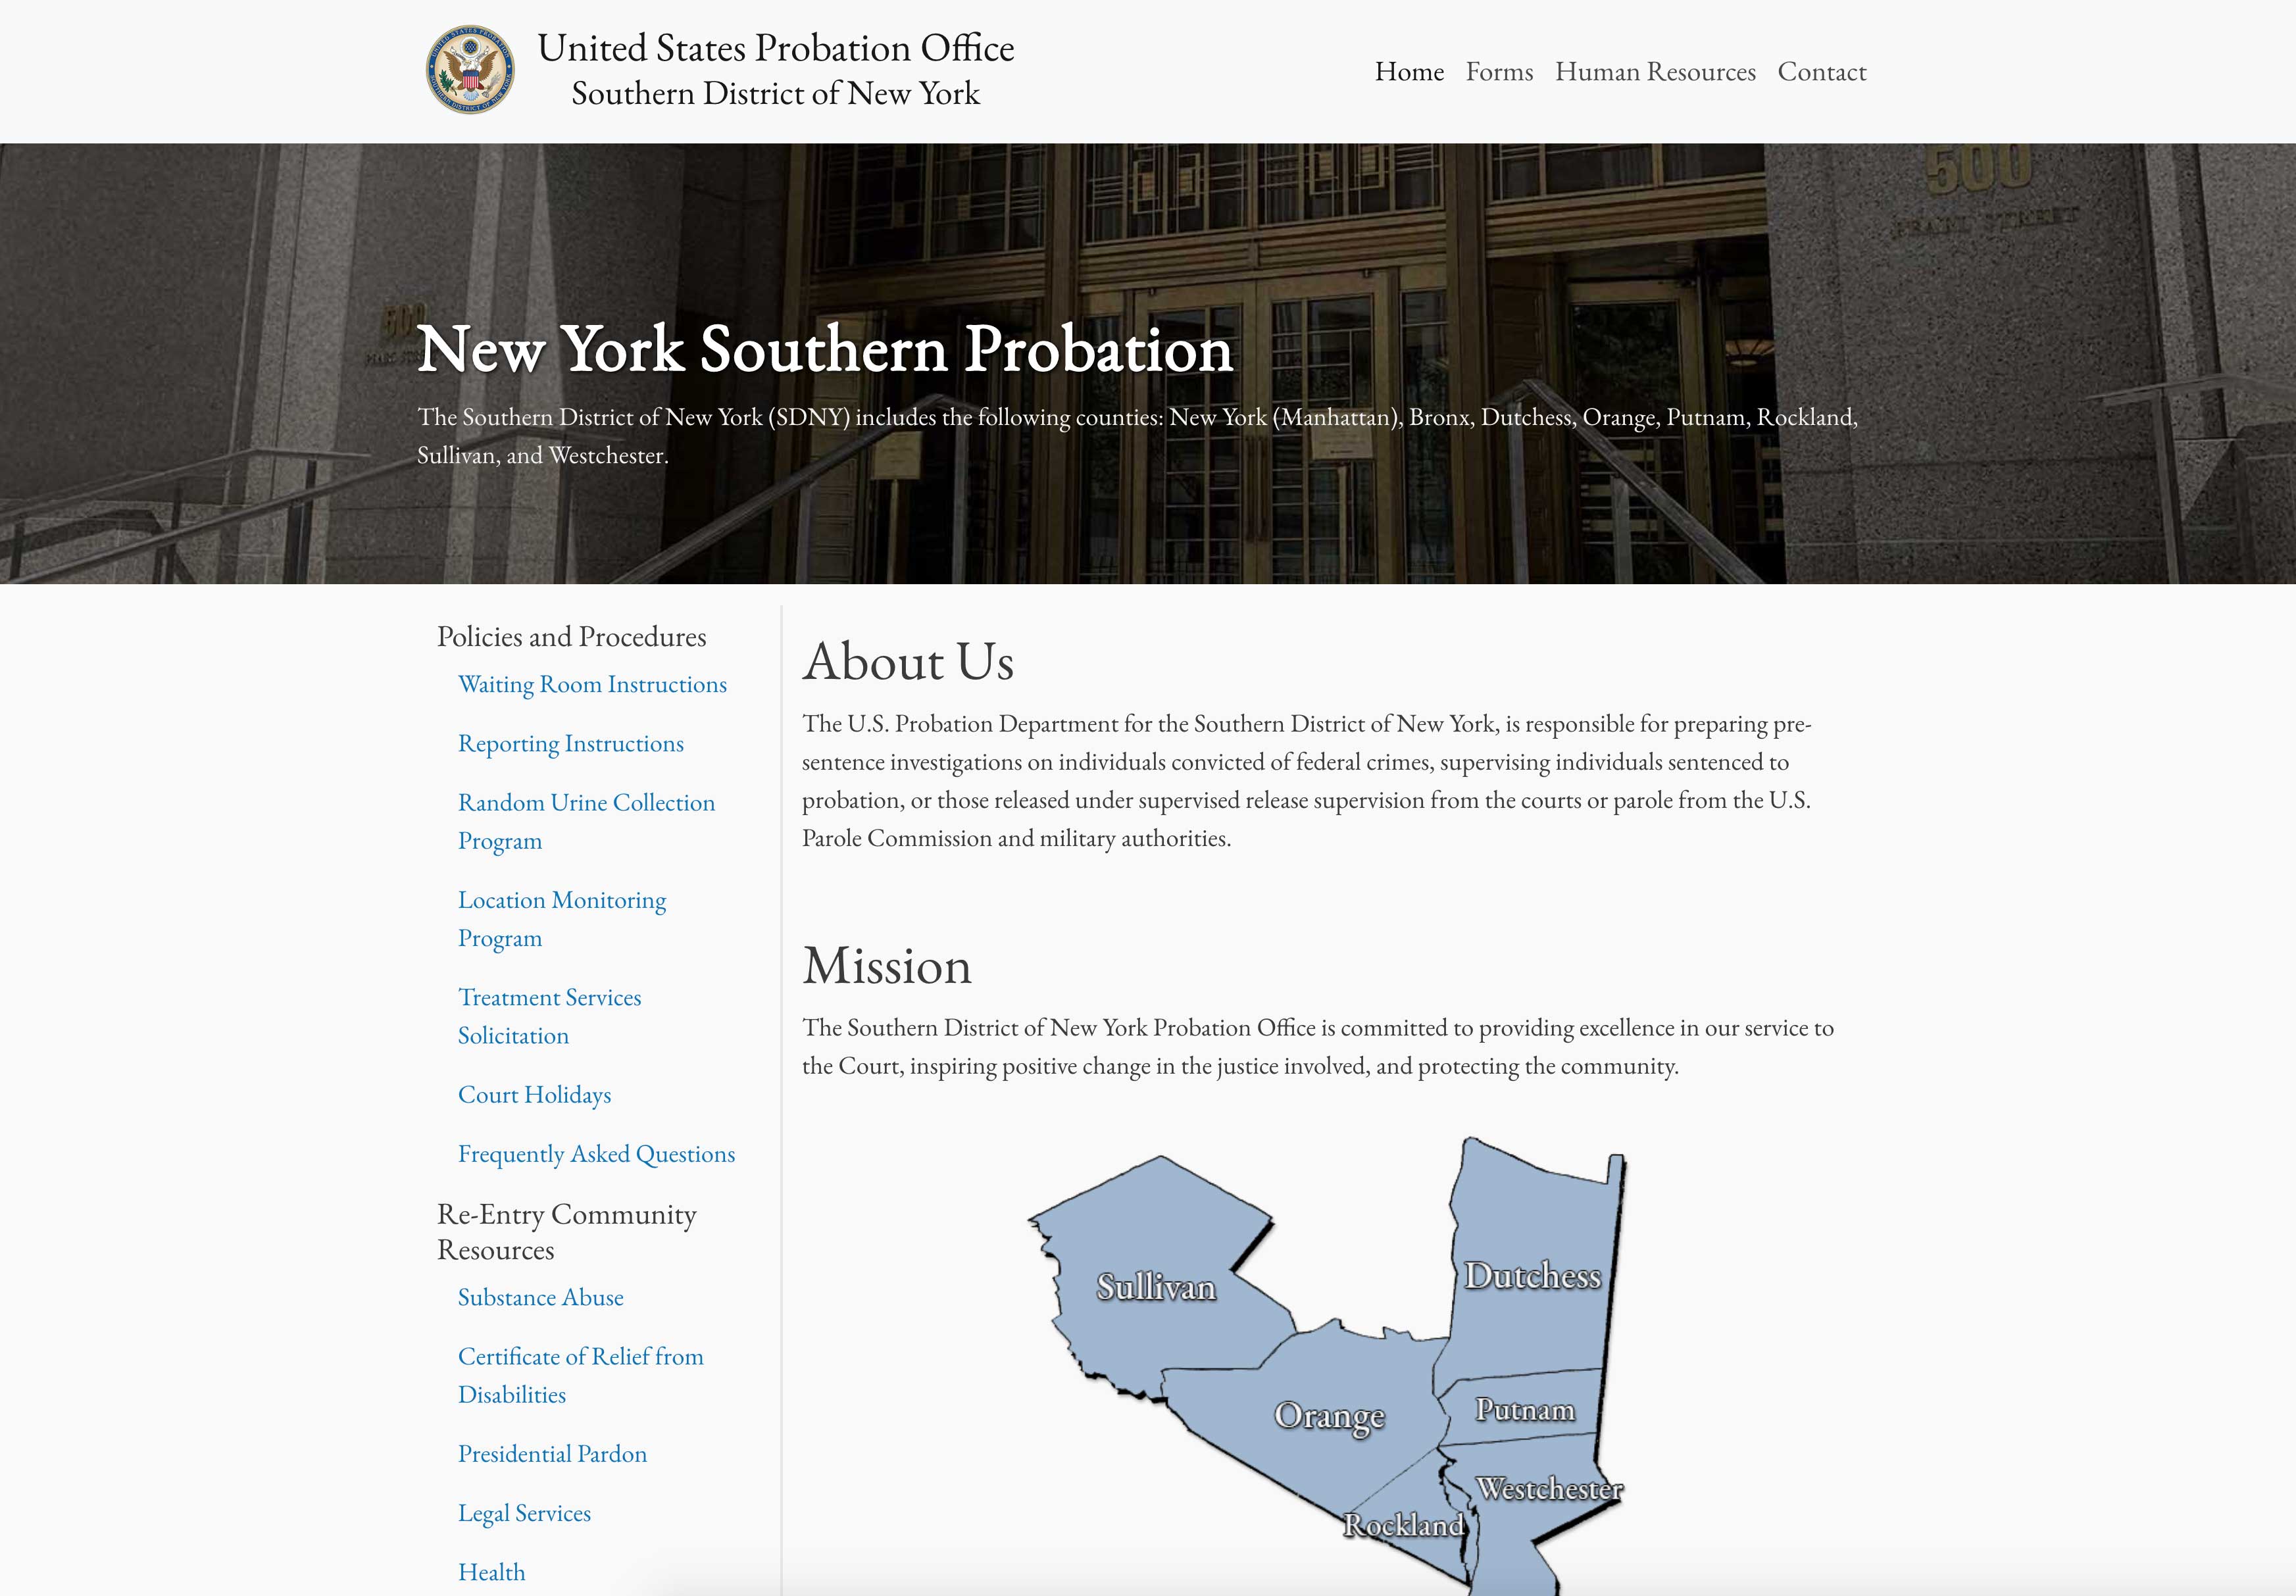 United States Probation Office
Southern District of New York
Home Forms Human Resources Contact
500
PEARL STREET
500
New York Southern Probation
The Southern District of New York (SDNY) includes the following counties: New York (Manhattan), Bronx, Dutchess, Orange, Putnam, Rockland,
Sullivan, and Westchester.
Policies and Procedures
Waiting Room Instructions
Reporting Instructions
Random Urine Collection
Program
Location Monitoring
Program
Treatment Services
Solicitation
Court Holidays
Frequently Asked Questions
Re-Entry Community
Resources
Substance Abuse
Certificate of Relief from
Disabilities
Presidential Pardon
Legal Services
Health
About Us
The U.S. Probation Department for the Southern District of New York, is responsible for preparing pre-
sentence investigations on individuals convicted of federal crimes, supervising individuals sentenced to
probation, or those released under supervised release supervision from the courts or parole from the U.S.
Parole Commission and military authorities.
Mission
The Southern District of New York Probation Office is committed to providing excellence in our service to
the Court, inspiring positive change in the justice involved, and protecting the community.
Sullivan
Dutchess
Orange
Putnam
Westchester
Rockland